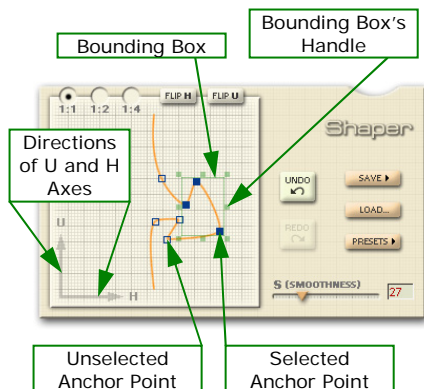 Bounding Box
Bounding Box's
Handle
FLIP H
FLIP U
1:1
1:2
1:4
Shaper
Directions
of U and H
Axes
UNDO
SAVE
LOAD...
REDO
PRESETS
U
H
S (SMOOTHNESS)
27
Unselected
Anchor Point
Selected
Anchor Point